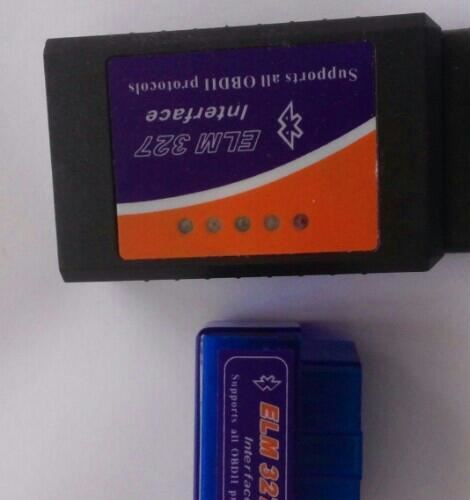 ELM 327
Interface
Supports all OBDII protocols
ELM 32
Interface
Supports all OBDII p